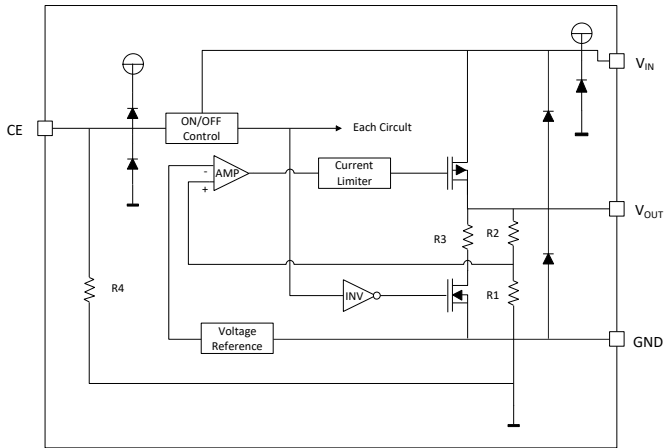 V_IN
CE
ON/OFF
Control
Each Circuit
-
AMP
+
Current
Limiter
V_OUT
R3
R2
R4
INV
R1
Voltage
Reference
GND